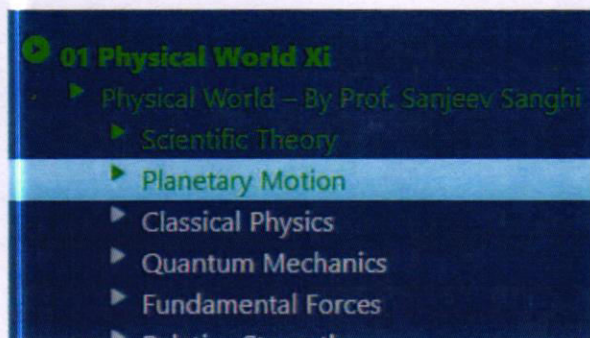 01 Physical World Xi
Physical World – By Prof. Sanjeev Sanghi
Scientific Theory
Planetary Motion
Classical Physics
Quantum Mechanics
Fundamental Forces